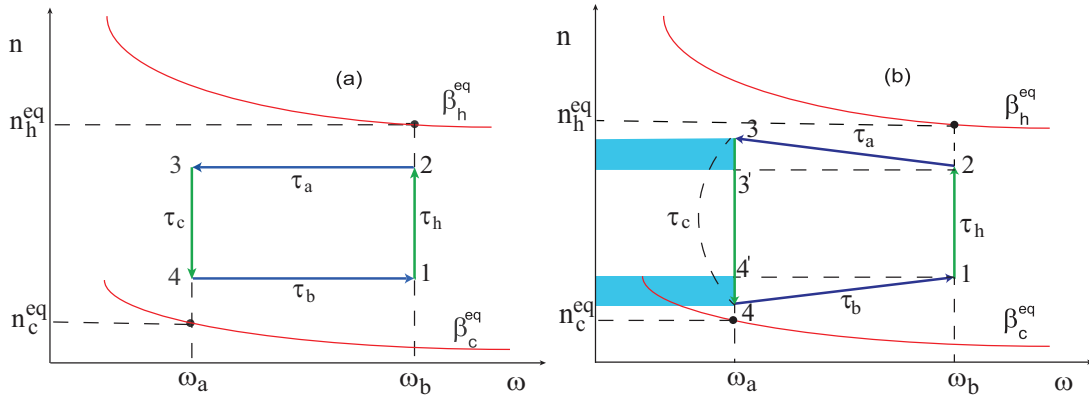 n
(a)
β_h^eq
n_h^eq
3
2
τ_a
τ_c
τ_h
4
1
τ_b
n_c^eq
β_c^eq
ω_a
ω_b
ω
n
(b)
β_h^eq
n_h^eq
3
τ_a
2
3'
τ_c
τ_h
4'
1
4
τ_b
n_c^eq
β_c^eq
ω_a
ω_b
ω